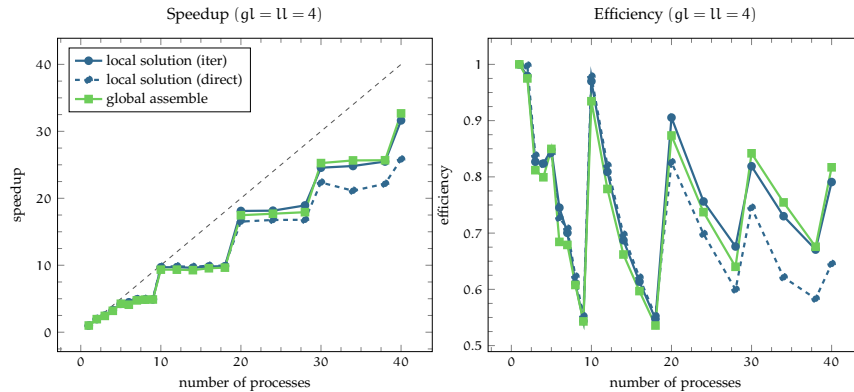 Speedup (gl = ll = 4)
40
30
20
10
0
speedup
local solution (iter)
local solution (direct)
global assemble
0 10 20 30 40
number of processes
Efficiency (gl = ll = 4)
1
0.9
0.8
0.7
0.6
0.5
efficiency
0 10 20 30 40
number of processes